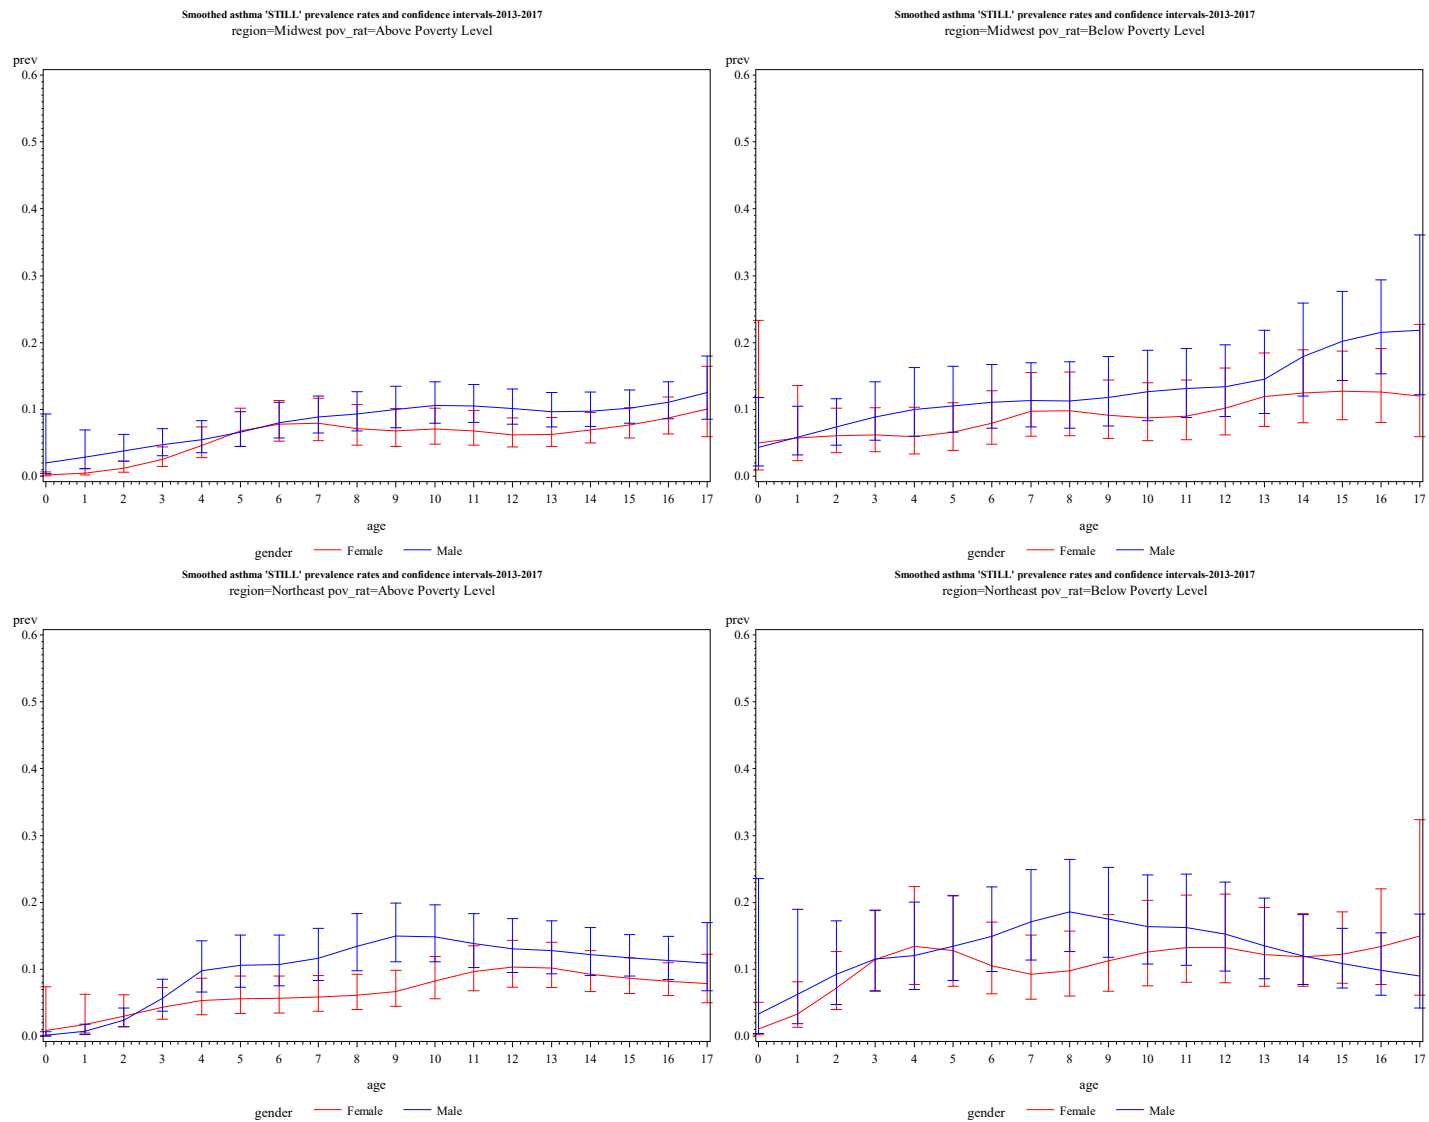 Smoothed asthma 'STILL' prevalence rates and confidence intervals-2013-2017
region=Midwest pov_rat=Above Poverty Level
prev
0.6
0.5
0.4
0.3
0.2
0.1
0.0
0 1 2 3 4 5 6 7 8 9 10 11 12 13 14 15 16 17
age
gender Female Male
Smoothed asthma 'STILL' prevalence rates and confidence intervals-2013-2017
region=Midwest pov_rat=Below Poverty Level
prev
0.6
0.5
0.4
0.3
0.2
0.1
0.0
0 1 2 3 4 5 6 7 8 9 10 11 12 13 14 15 16 17
age
gender Female Male
Smoothed asthma 'STILL' prevalence rates and confidence intervals-2013-2017
region=Northeast pov_rat=Above Poverty Level
prev
0.6
0.5
0.4
0.3
0.2
0.1
0.0
0 1 2 3 4 5 6 7 8 9 10 11 12 13 14 15 16 17
age
gender Female Male
Smoothed asthma 'STILL' prevalence rates and confidence intervals-2013-2017
region=Northeast pov_rat=Below Poverty Level
prev
0.6
0.5
0.4
0.3
0.2
0.1
0.0
0 1 2 3 4 5 6 7 8 9 10 11 12 13 14 15 16 17
age
gender Female Male